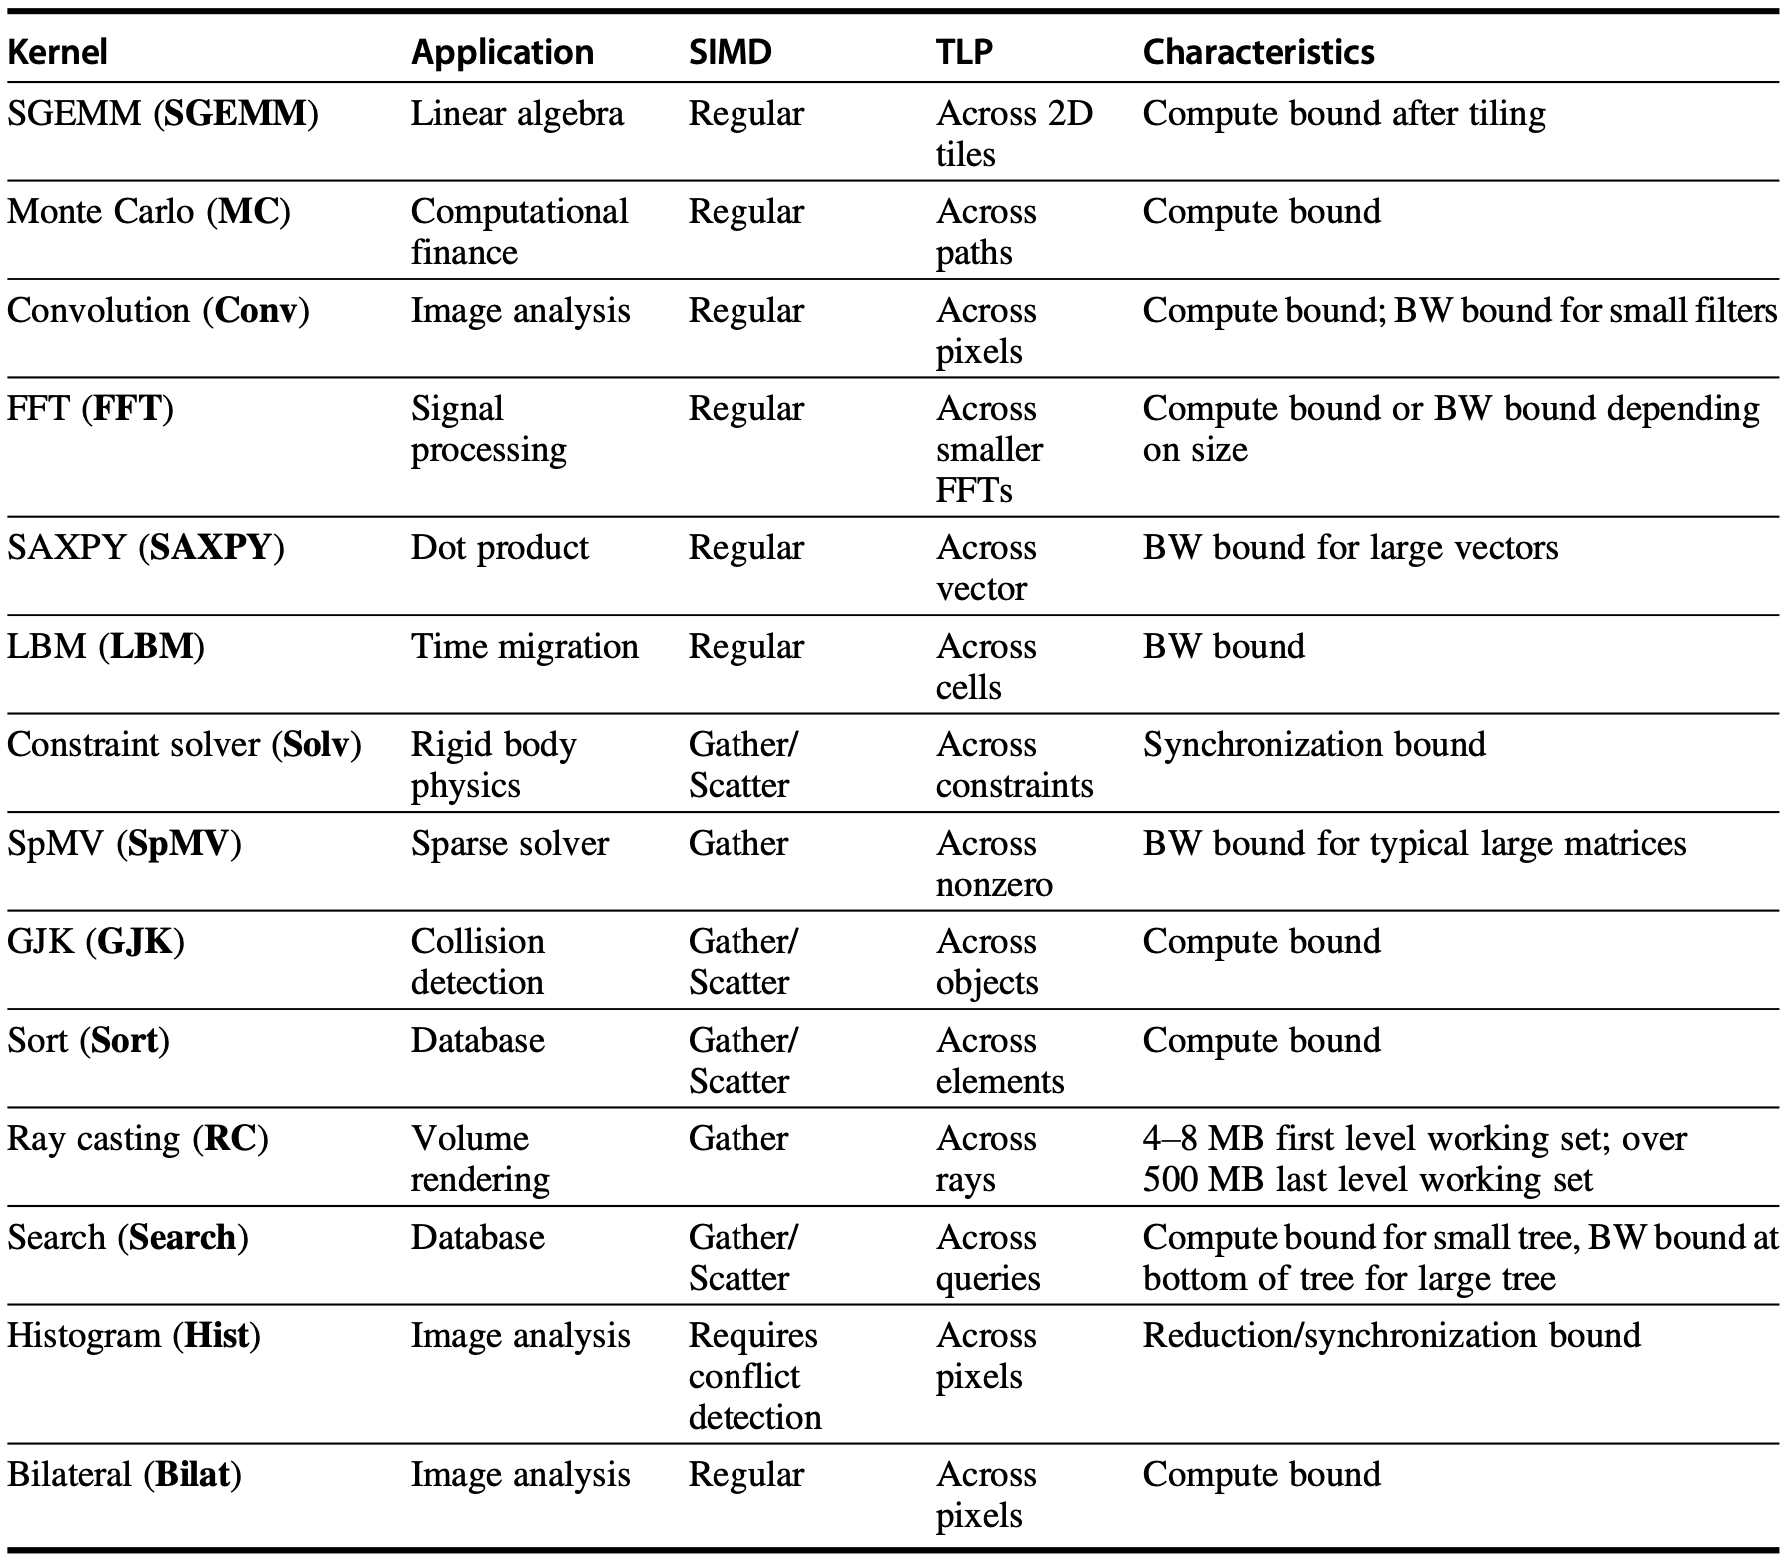 Kernel Application SIMD TLP Characteristics
SGEMM (SGEMM) Linear algebra Regular Across 2D Compute bound after tiling
tiles
Monte Carlo (MC) Computational Regular Across Compute bound
finance paths
Convolution (Conv) Image analysis Regular Across Compute bound; BW bound for small filters
pixels
FFT (FFT) Signal Regular Across Compute bound or BW bound depending
processing smaller on size
FFTs
SAXPY (SAXPY) Dot product Regular Across BW bound for large vectors
vector
LBM (LBM) Time migration Regular Across BW bound
cells
Constraint solver (Solv) Rigid body Gather/ Across Synchronization bound
physics Scatter constraints
SpMV (SpMV) Sparse solver Gather Across BW bound for typical large matrices
nonzero
GJK (GJK) Collision Gather/ Across Compute bound
detection Scatter objects
Sort (Sort) Database Gather/ Across Compute bound
Scatter elements
Ray casting (RC) Volume Gather Across 4–8 MB first level working set; over
rendering rays 500 MB last level working set
Search (Search) Database Gather/ Across Compute bound for small tree, BW bound at
Scatter queries bottom of tree for large tree
Histogram (Hist) Image analysis Requires Across Reduction/synchronization bound
conflict pixels
detection
Bilateral (Bilat) Image analysis Regular Across Compute bound
pixels